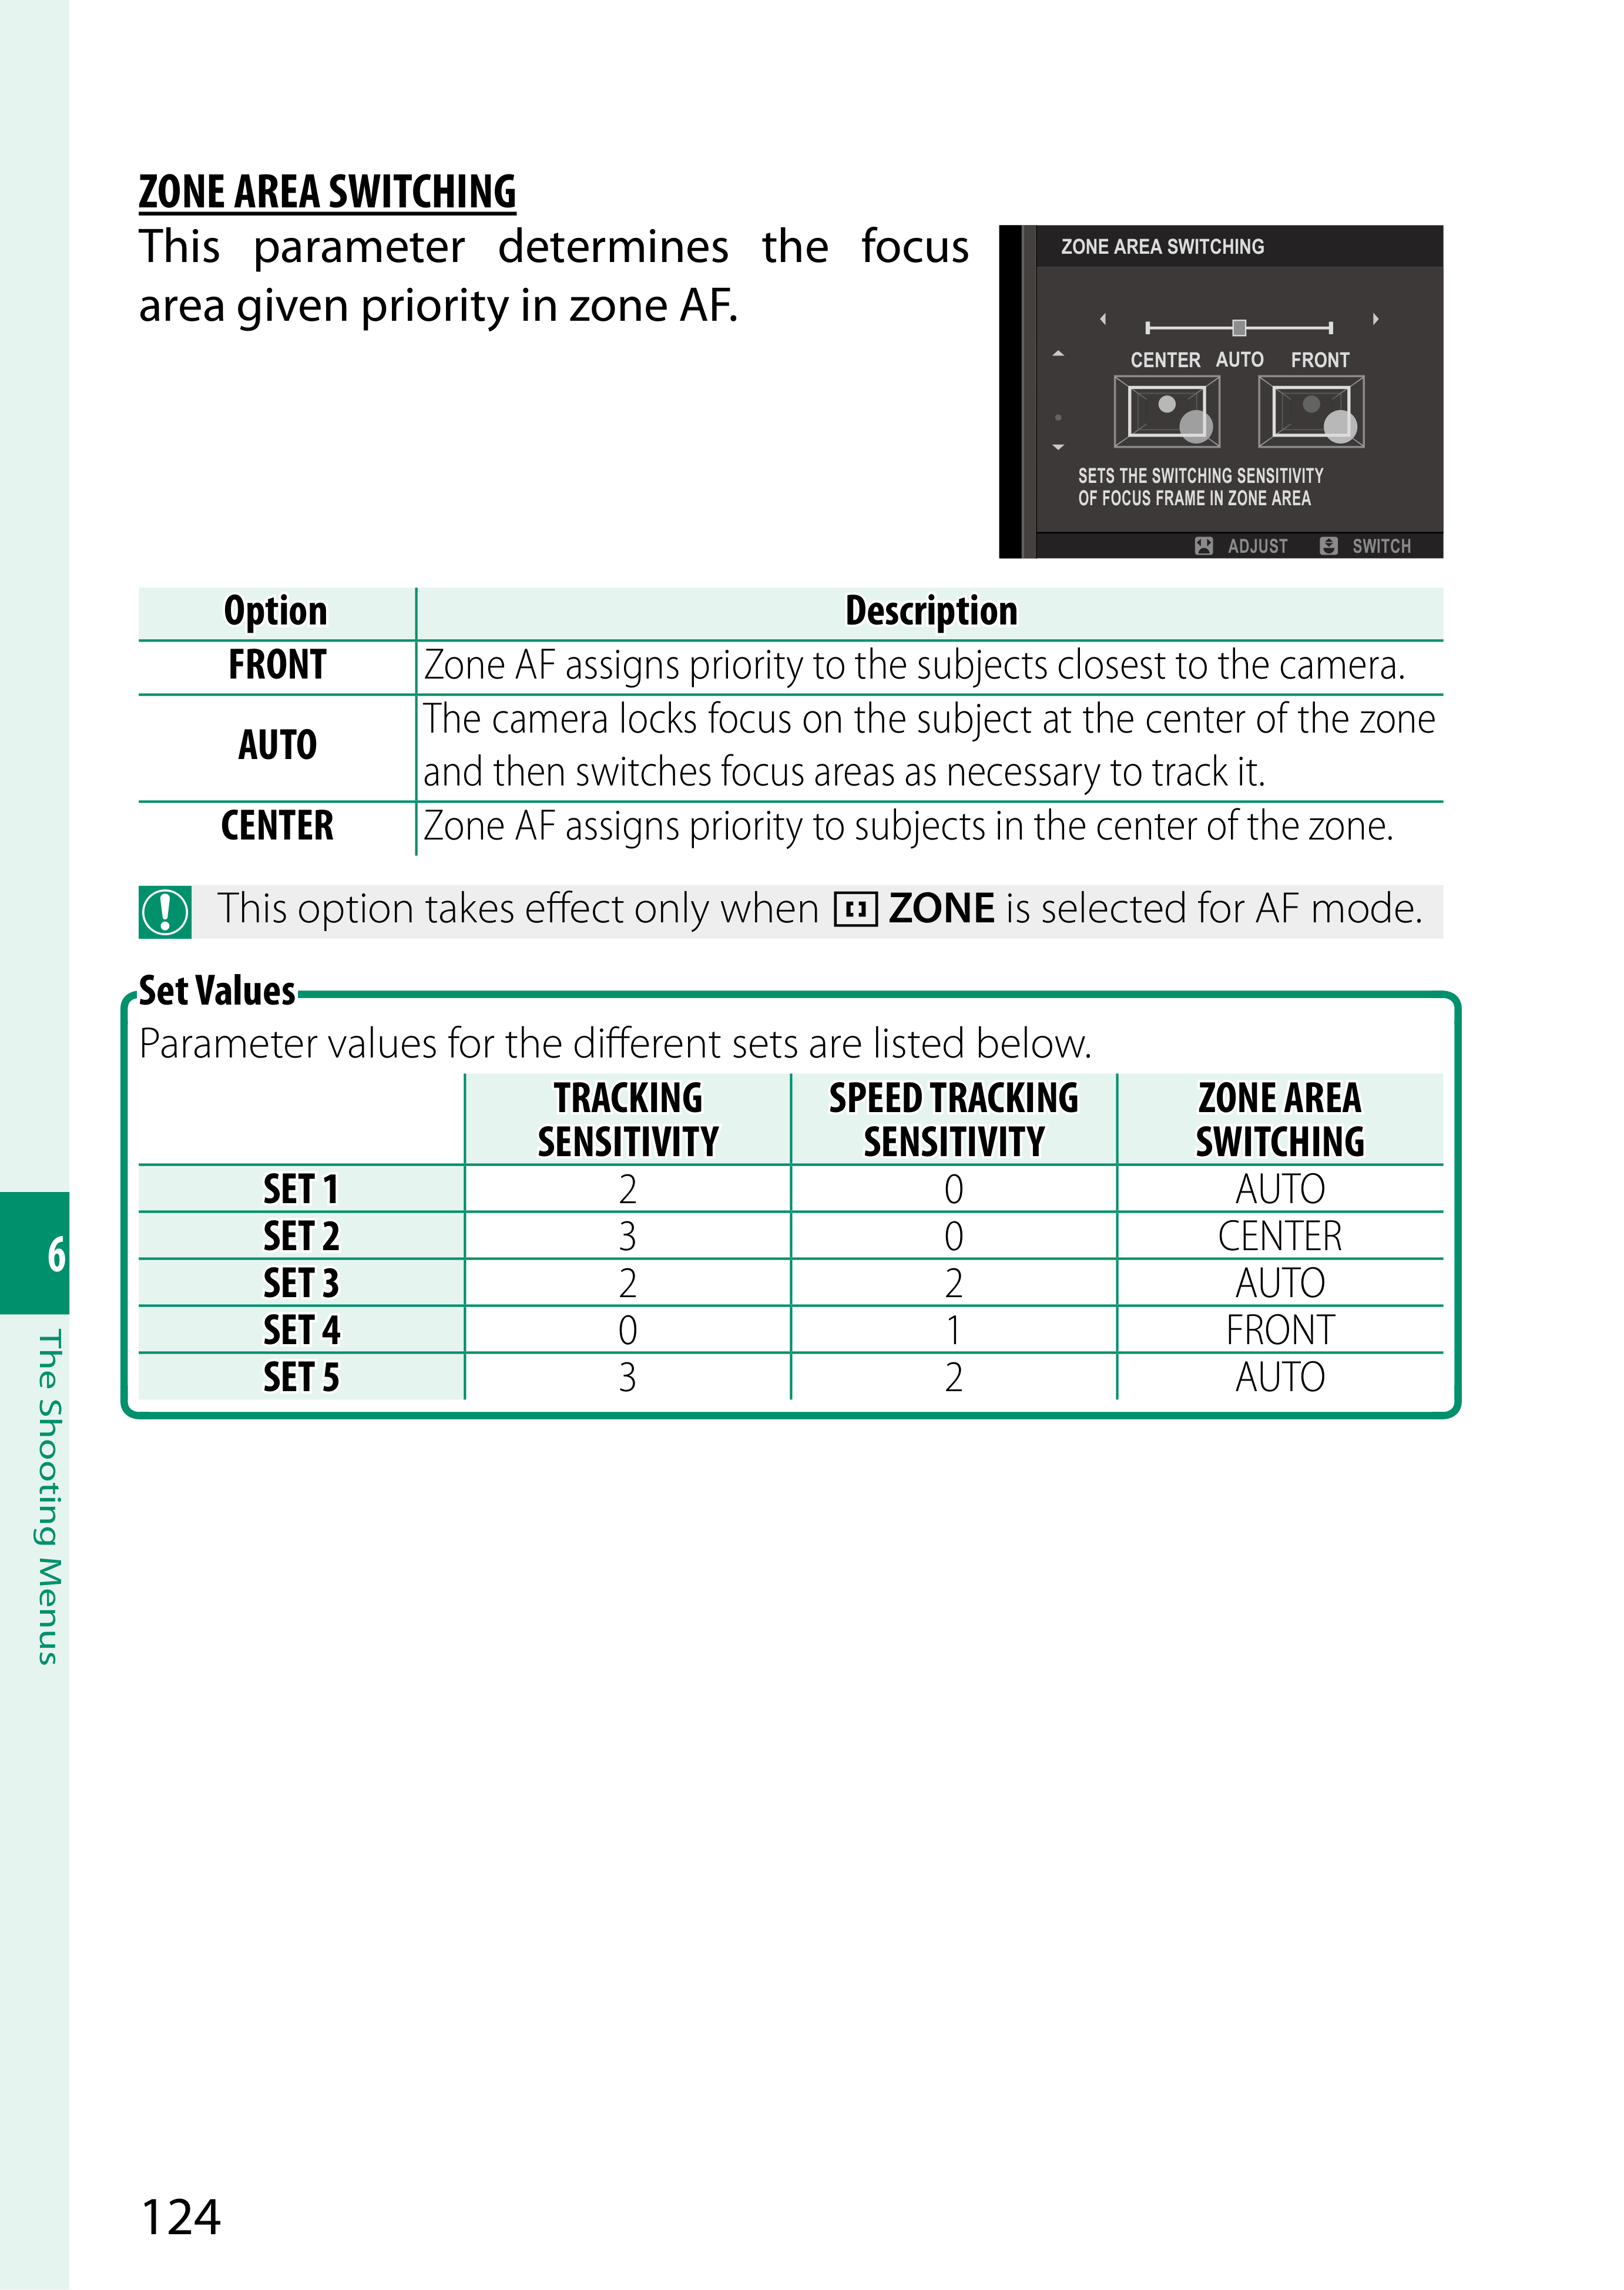 ZONE AREA SWITCHING
This parameter determines the focus
area given priority in zone AF.
ZONE AREA SWITCHING
CENTER AUTO FRONT
SETS THE SWITCHING SENSITIVITY
OF FOCUS FRAME IN ZONE AREA
ADJUST SWITCH
Option Description
FRONT Zone AF assigns priority to the subjects closest to the camera.
AUTO The camera locks focus on the subject at the center of the zone
and then switches focus areas as necessary to track it.
CENTER Zone AF assigns priority to subjects in the center of the zone.
This option takes effect only when ZONE is selected for AF mode.
Set Values
Parameter values for the different sets are listed below.
TRACKING SENSITIVITY SPEED TRACKING SENSITIVITY ZONE AREA SWITCHING
SET 1 2 0 AUTO
SET 2 3 0 CENTER
SET 3 2 2 AUTO
SET 4 0 1 FRONT
SET 5 3 2 AUTO
6
The Shooting Menus
124